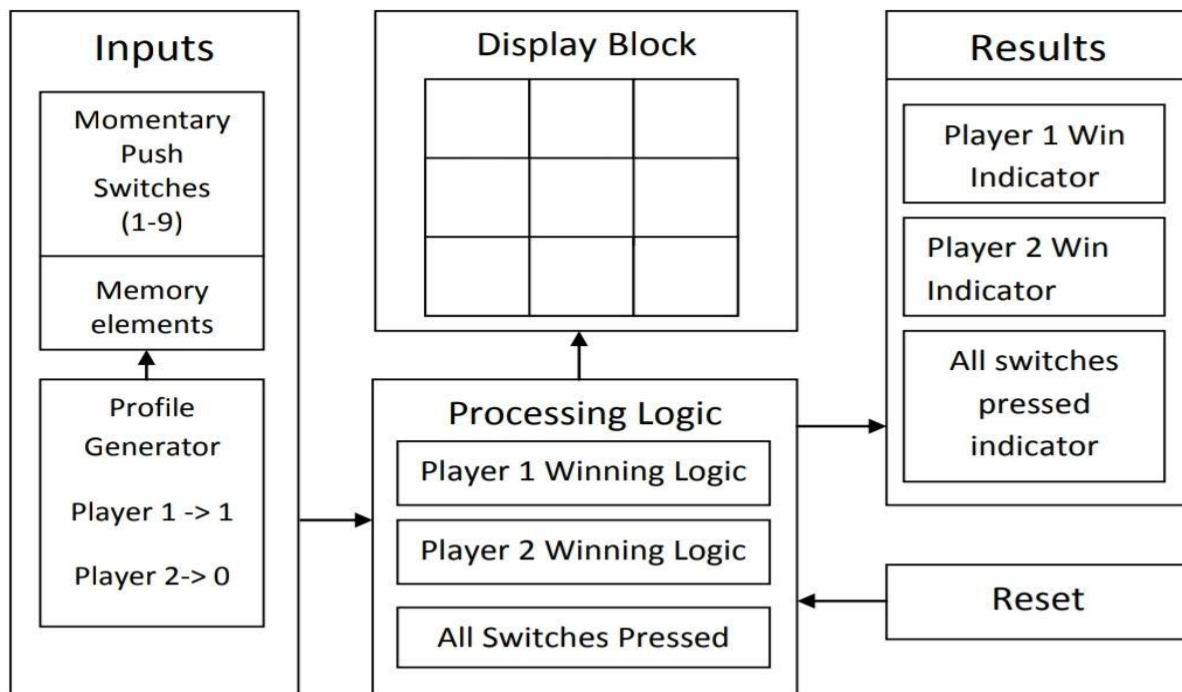 Inputs
Momentary
Push
Switches
(1-9)
Memory
elements
Profile
Generator
Player 1 -> 1
Player 2-> 0
Display Block
Processing Logic
Player 1 Winning Logic
Player 2 Winning Logic
All Switches Pressed
Results
Player 1 Win
Indicator
Player 2 Win
Indicator
All switches
pressed
indicator
Reset